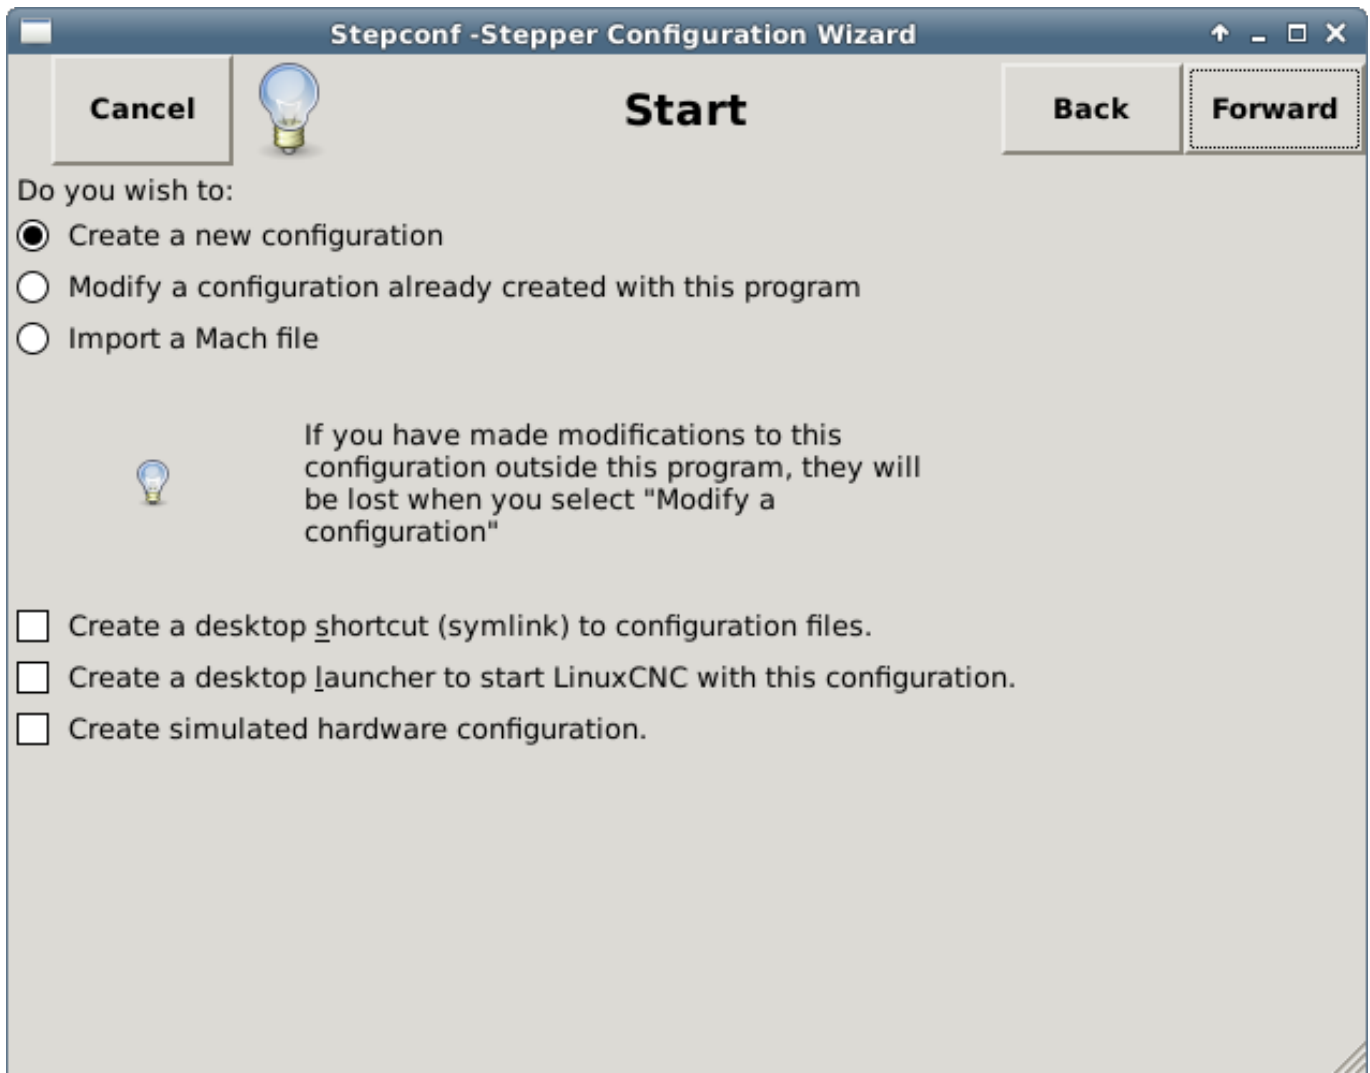 Stepconf -Stepper Configuration Wizard
Cancel
Start
Back
Forward
Do you wish to:
Create a new configuration
Modify a configuration already created with this program
Import a Mach file
If you have made modifications to this
configuration outside this program, they will
be lost when you select "Modify a
configuration"
Create a desktop shortcut (symlink) to configuration files.
Create a desktop launcher to start LinuxCNC with this configuration.
Create simulated hardware configuration.